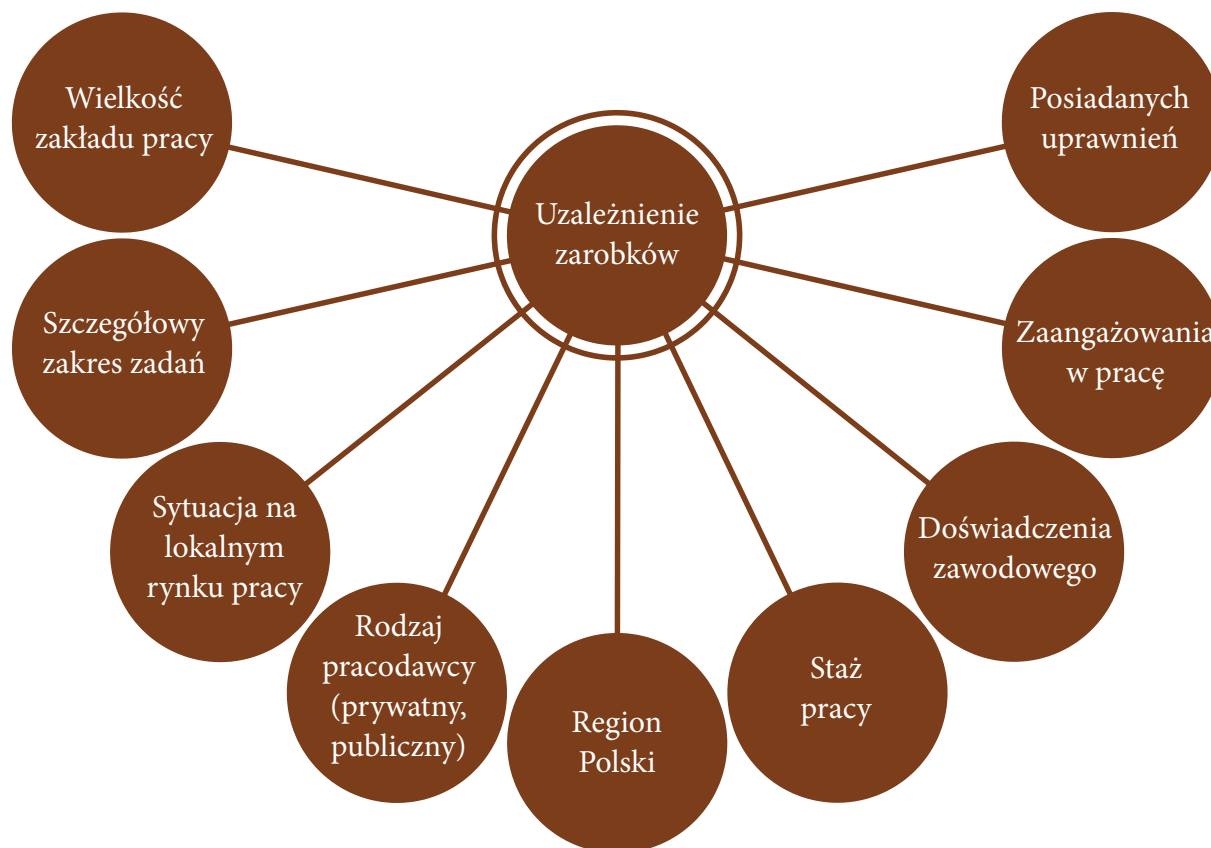 Uzależnienie
zarobków
Wielkość
zakładu pracy
Szczegółowy
zakres zadań
Sytuacja na
lokalnym
rynku pracy
Rodzaj
pracodawcy
(prywatny,
publiczny)
Region
Polski
Staż
pracy
Doświadczenia
zawodowego
Zaangażowania
w pracę
Posiadanych
uprawnień